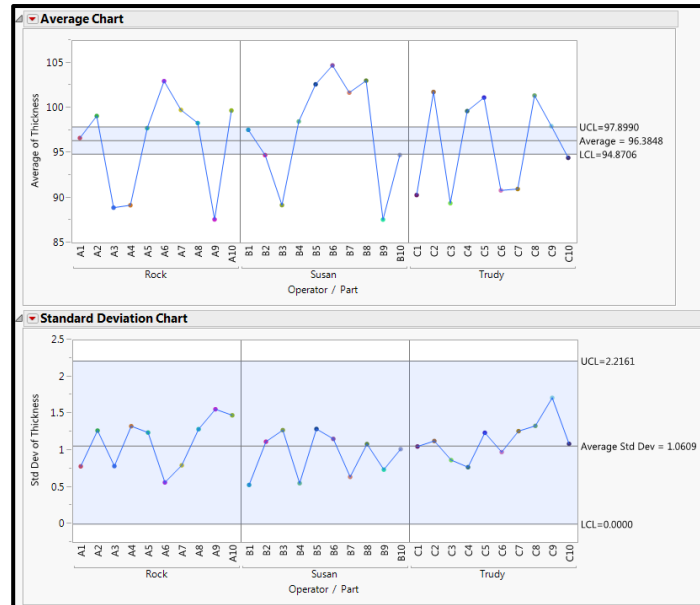 Average Chart
Average of Thickness
105
100
95
90
85
UCL=97.8990
Average = 96.3848
LCL=94.8706
A1 A2 A3 A4 A5 A6 A7 A8 A9 A10 B1 B2 B3 B4 B5 B6 B7 B8 B9 B10 C1 C2 C3 C4 C5 C6 C7 C8 C9 C10
Rock Susan Trudy
Operator / Part
Standard Deviation Chart
Std Dev of Thickness
2.5
2
1.5
1
0.5
0
UCL=2.2161
Average Std Dev = 1.0609
LCL=0.0000
A1 A2 A3 A4 A5 A6 A7 A8 A9 A10 B1 B2 B3 B4 B5 B6 B7 B8 B9 B10 C1 C2 C3 C4 C5 C6 C7 C8 C9 C10
Rock Susan Trudy
Operator / Part